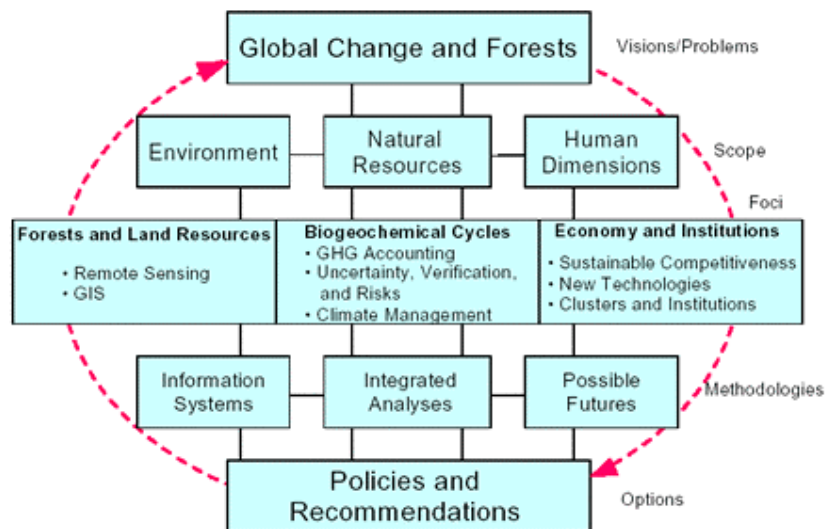 Global Change and Forests
Visions/Problems
Environment
Natural
Resources
Human
Dimensions
Scope
Foci
Forests and Land Resources
• Remote Sensing
• GIS
Biogeochemical Cycles
• GHG Accounting
• Uncertainty, Verification,
and Risks
• Climate Management
Economy and Institutions
• Sustainable Competitiveness
• New Technologies
• Clusters and Institutions
Information
Systems
Integrated
Analyses
Possible
Futures
Methodologies
Policies and
Recommendations
Options